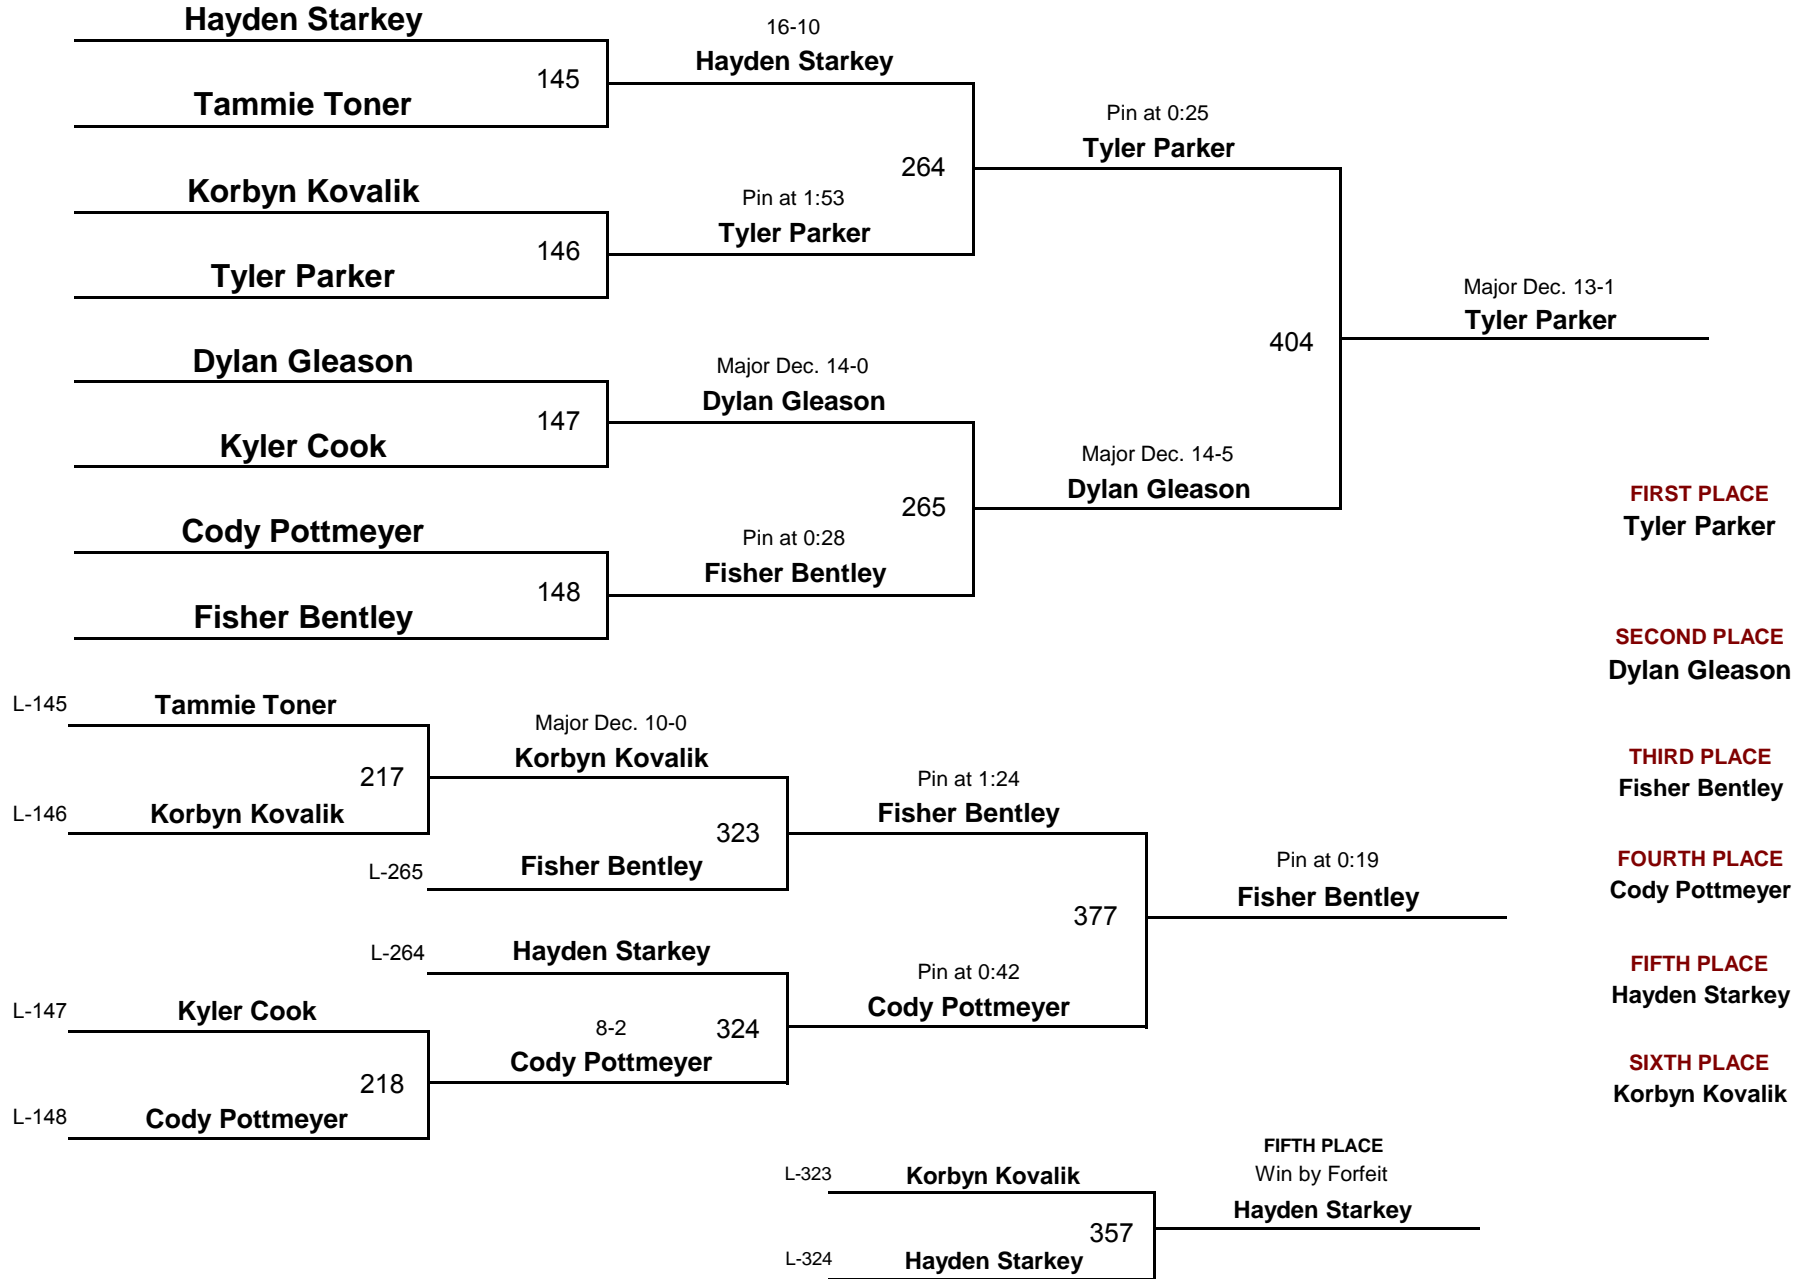 Hayden Starkey
16-10
Hayden Starkey
145
Tammie Toner
Pin at 0:25
Tyler Parker
264
Korbyn Kovalik
Pin at 1:53
Tyler Parker
146
Tyler Parker
Major Dec. 13-1
Tyler Parker
404
Dylan Gleason
Major Dec. 14-0
Dylan Gleason
147
Kyler Cook
Major Dec. 14-5
Dylan Gleason
265
Cody Pottmeyer
Pin at 0:28
Fisher Bentley
148
Fisher Bentley
FIRST PLACE
Tyler Parker
SECOND PLACE
Dylan Gleason
THIRD PLACE
Fisher Bentley
FOURTH PLACE
Cody Pottmeyer
FIFTH PLACE
Hayden Starkey
SIXTH PLACE
Korbyn Kovalik
L-145
Tammie Toner
Major Dec. 10-0
Korbyn Kovalik
217
L-146
Korbyn Kovalik
Pin at 1:24
Fisher Bentley
323
L-265
Fisher Bentley
Pin at 0:19
Fisher Bentley
377
L-264
Hayden Starkey
Pin at 0:42
Cody Pottmeyer
L-147
Kyler Cook
8-2
324
Cody Pottmeyer
218
L-148
Cody Pottmeyer
FIFTH PLACE
Win by Forfeit
Hayden Starkey
L-323
Korbyn Kovalik
357
L-324
Hayden Starkey